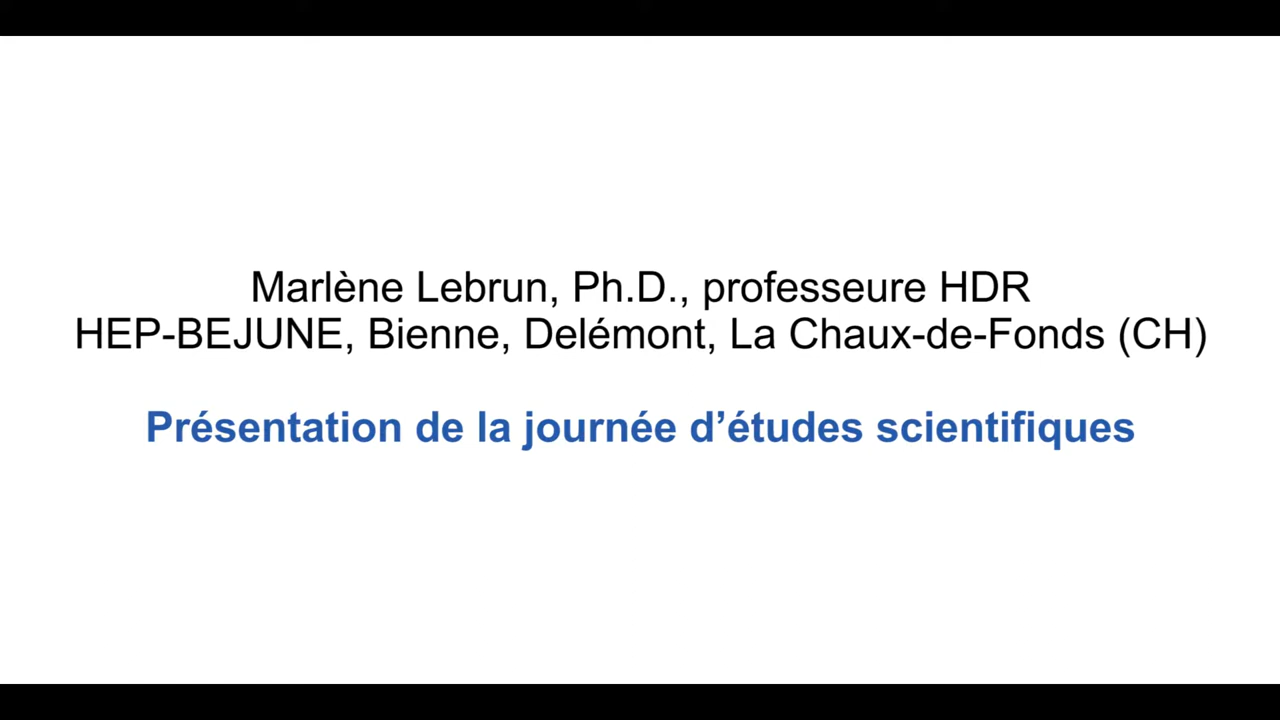 Marlène Lebrun, Ph.D., professeure HDR
HEP-BEJUNE, Bienne, Delémont, La Chaux-de-Fonds (CH)
Présentation de la journée d’études scientifiques